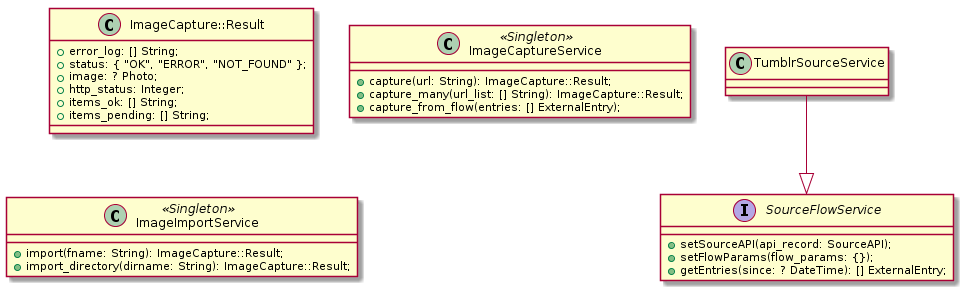 C ImageCapture::Result
error_log: [] String;
status: { "OK", "ERROR", "NOT_FOUND" };
image: ? Photo;
http_status: Integer;
items_ok: [] String;
items_pending: [] String;
C «Singleton»
ImageCaptureService
capture(url: String): ImageCapture::Result;
capture_many(url_list: [] String): ImageCapture::Result;
capture_from_flow(entries: [] ExternalEntry);
C TumblrSourceService
C «Singleton»
ImageImportService
import(fname: String): ImageCapture::Result;
import_directory(dirname: String): ImageCapture::Result;
I SourceFlowService
setSourceAPI(api_record: SourceAPI);
setFlowParams(flow_params: {});
getEntries(since: ? DateTime): [] ExternalEntry;